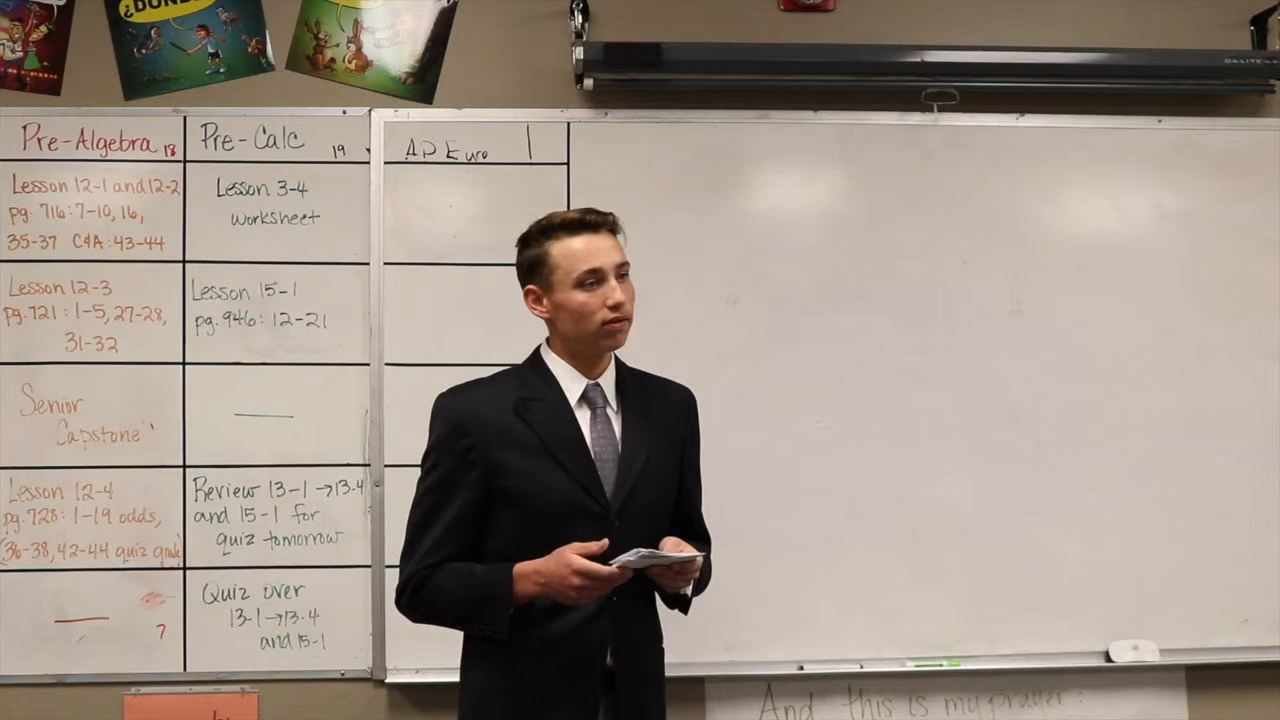 ¿DÓNDE
DA-LITE
Pre-Algebra 18
Pre-Calc 19
AP Euro 1
Lesson 12-1 and 12-2
pg. 716: 7-10, 16,
35-37 C&A: 43-44
Lesson 3-4
worksheet
Lesson 12-3
pg. 721: 1-5, 27-28,
31-32
Lesson 15-1
pg. 946: 12-21
Senior
Capstone"
Lesson 12-4
pg. 728: 1-19 odds,
(36-38, 42-44 quiz grade)
Review 13-1 → 13-4
and 15-1 for
quiz tomorrow
7
Quiz over
13-1 → 13-4
and 15-1
And this is my prayer: